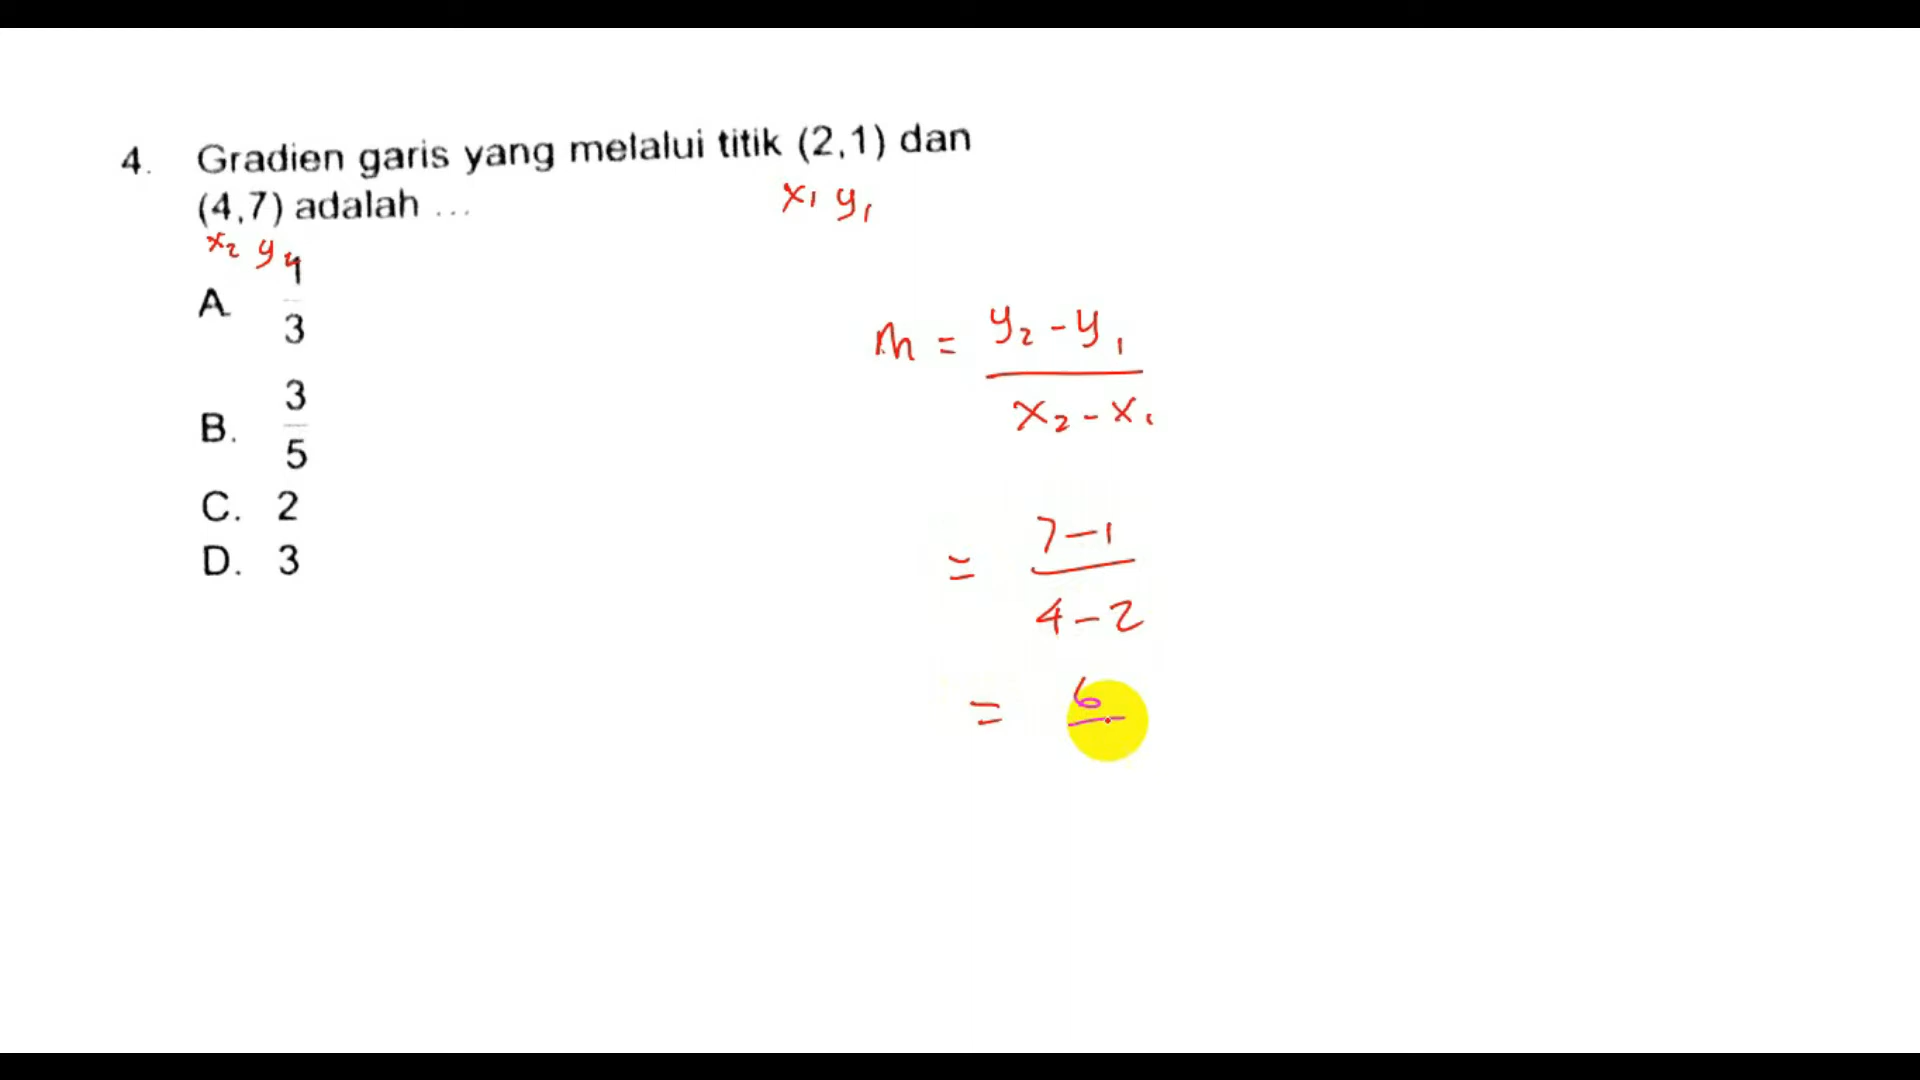 4. Gradien garis yang melalui titik (2,1) dan
x1 y1
(4,7) adalah ...
x2 y
A. 1/3
B. 3/5
C. 2
D. 3
m = y2 - y1 / x2 - x1
= 7 - 1 / 4 - 2
= 6